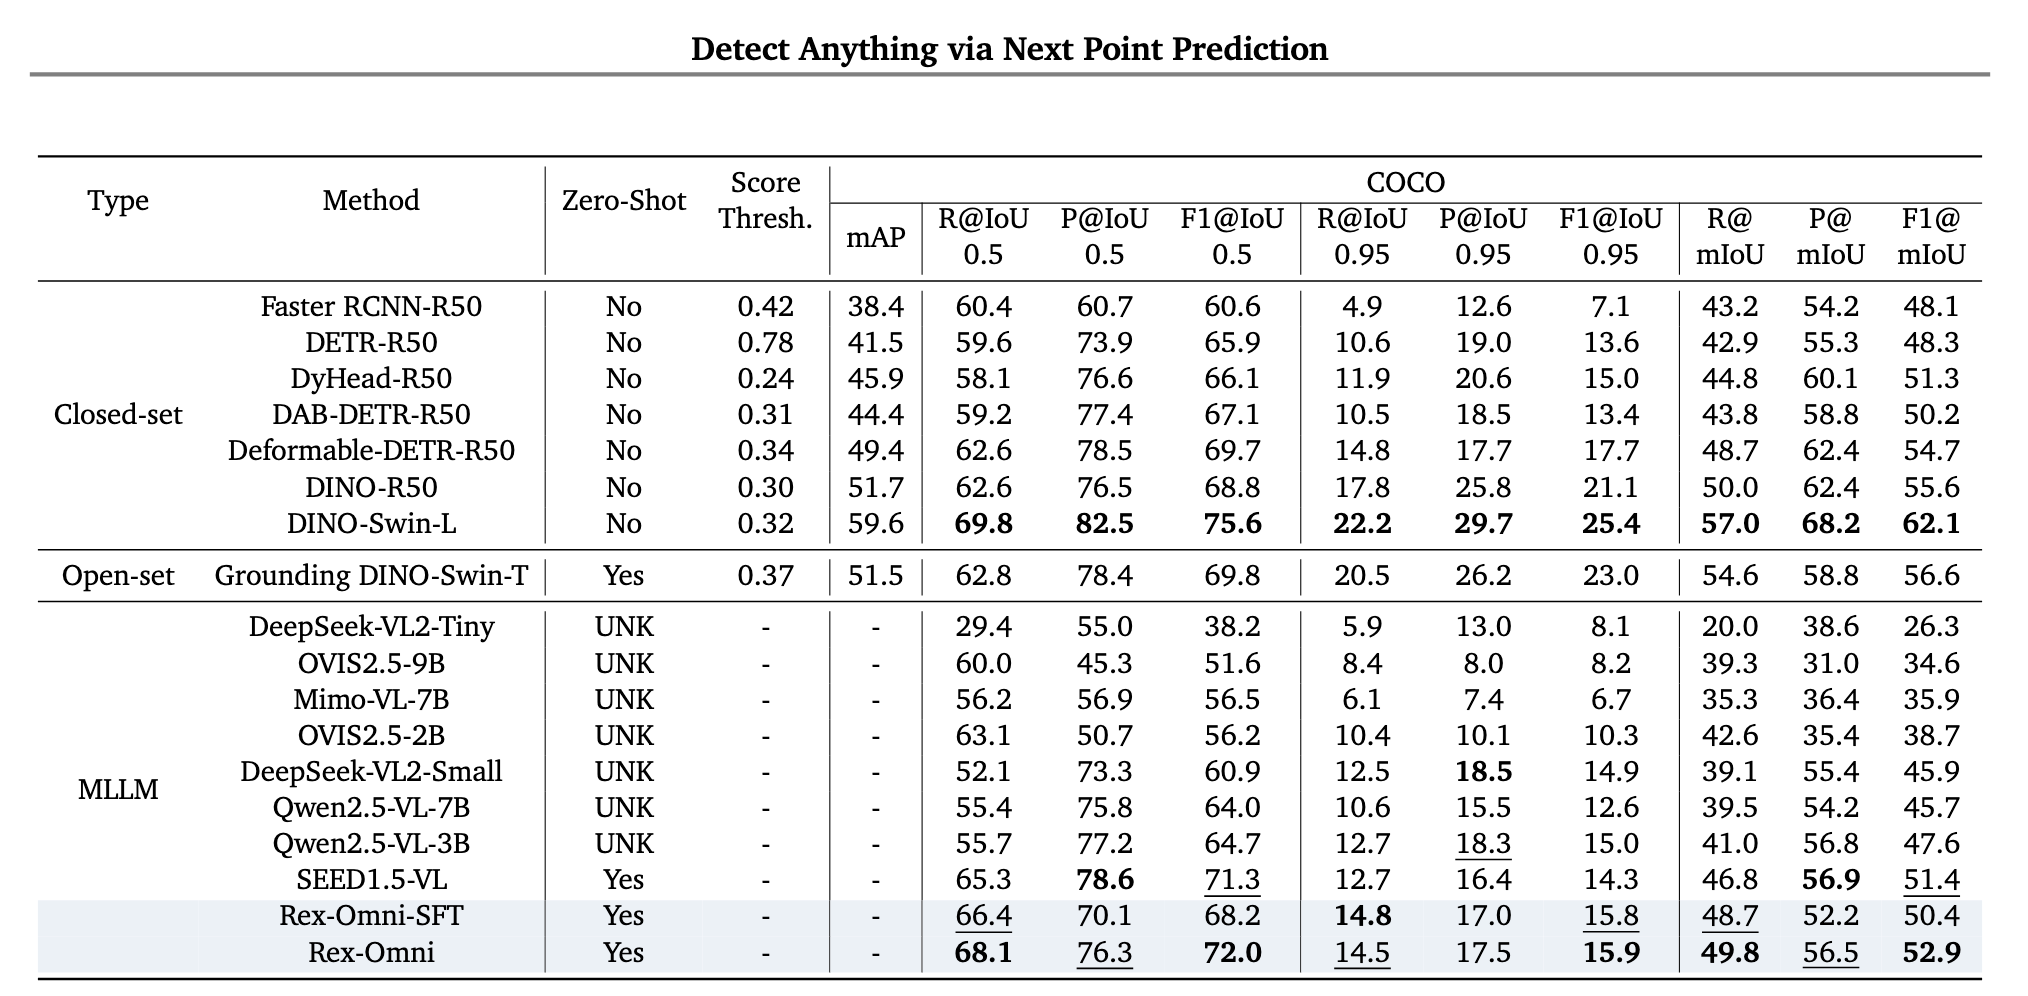 Detect Anything via Next Point Prediction
Type Method Zero-Shot Score Thresh. COCO
mAP R@IoU 0.5 P@IoU 0.5 F1@IoU 0.5 R@IoU 0.95 P@IoU 0.95 F1@IoU 0.95 R@ mIoU P@ mIoU F1@ mIoU
Closed-set
Faster RCNN-R50 No 0.42 38.4 60.4 60.7 60.6 4.9 12.6 7.1 43.2 54.2 48.1
DETR-R50 No 0.78 41.5 59.6 73.9 65.9 10.6 19.0 13.6 42.9 55.3 48.3
DyHead-R50 No 0.24 45.9 58.1 76.6 66.1 11.9 20.6 15.0 44.8 60.1 51.3
DAB-DETR-R50 No 0.31 44.4 59.2 77.4 67.1 10.5 18.5 13.4 43.8 58.8 50.2
Deformable-DETR-R50 No 0.34 49.4 62.6 78.5 69.7 14.8 17.7 17.7 48.7 62.4 54.7
DINO-R50 No 0.30 51.7 62.6 76.5 68.8 17.8 25.8 21.1 50.0 62.4 55.6
DINO-Swin-L No 0.32 59.6 69.8 82.5 75.6 22.2 29.7 25.4 57.0 68.2 62.1
Open-set Grounding DINO-Swin-T Yes 0.37 51.5 62.8 78.4 69.8 20.5 26.2 23.0 54.6 58.8 56.6
MLLM
DeepSeek-VL2-Tiny UNK - - 29.4 55.0 38.2 5.9 13.0 8.1 20.0 38.6 26.3
OVIS2.5-9B UNK - - 60.0 45.3 51.6 8.4 8.0 8.2 39.3 31.0 34.6
Mimo-VL-7B UNK - - 56.2 56.9 56.5 6.1 7.4 6.7 35.3 36.4 35.9
OVIS2.5-2B UNK - - 63.1 50.7 56.2 10.4 10.1 10.3 42.6 35.4 38.7
DeepSeek-VL2-Small UNK - - 52.1 73.3 60.9 12.5 18.5 14.9 39.1 55.4 45.9
Qwen2.5-VL-7B UNK - - 55.4 75.8 64.0 10.6 15.5 12.6 39.5 54.2 45.7
Qwen2.5-VL-3B UNK - - 55.7 77.2 64.7 12.7 18.3 15.0 41.0 56.8 47.6
SEED1.5-VL Yes - - 65.3 78.6 71.3 12.7 16.4 14.3 46.8 56.9 51.4
Rex-Omni-SFT Yes - - 66.4 70.1 68.2 14.8 17.0 15.8 48.7 52.2 50.4
Rex-Omni Yes - - 68.1 76.3 72.0 14.5 17.5 15.9 49.8 56.5 52.9